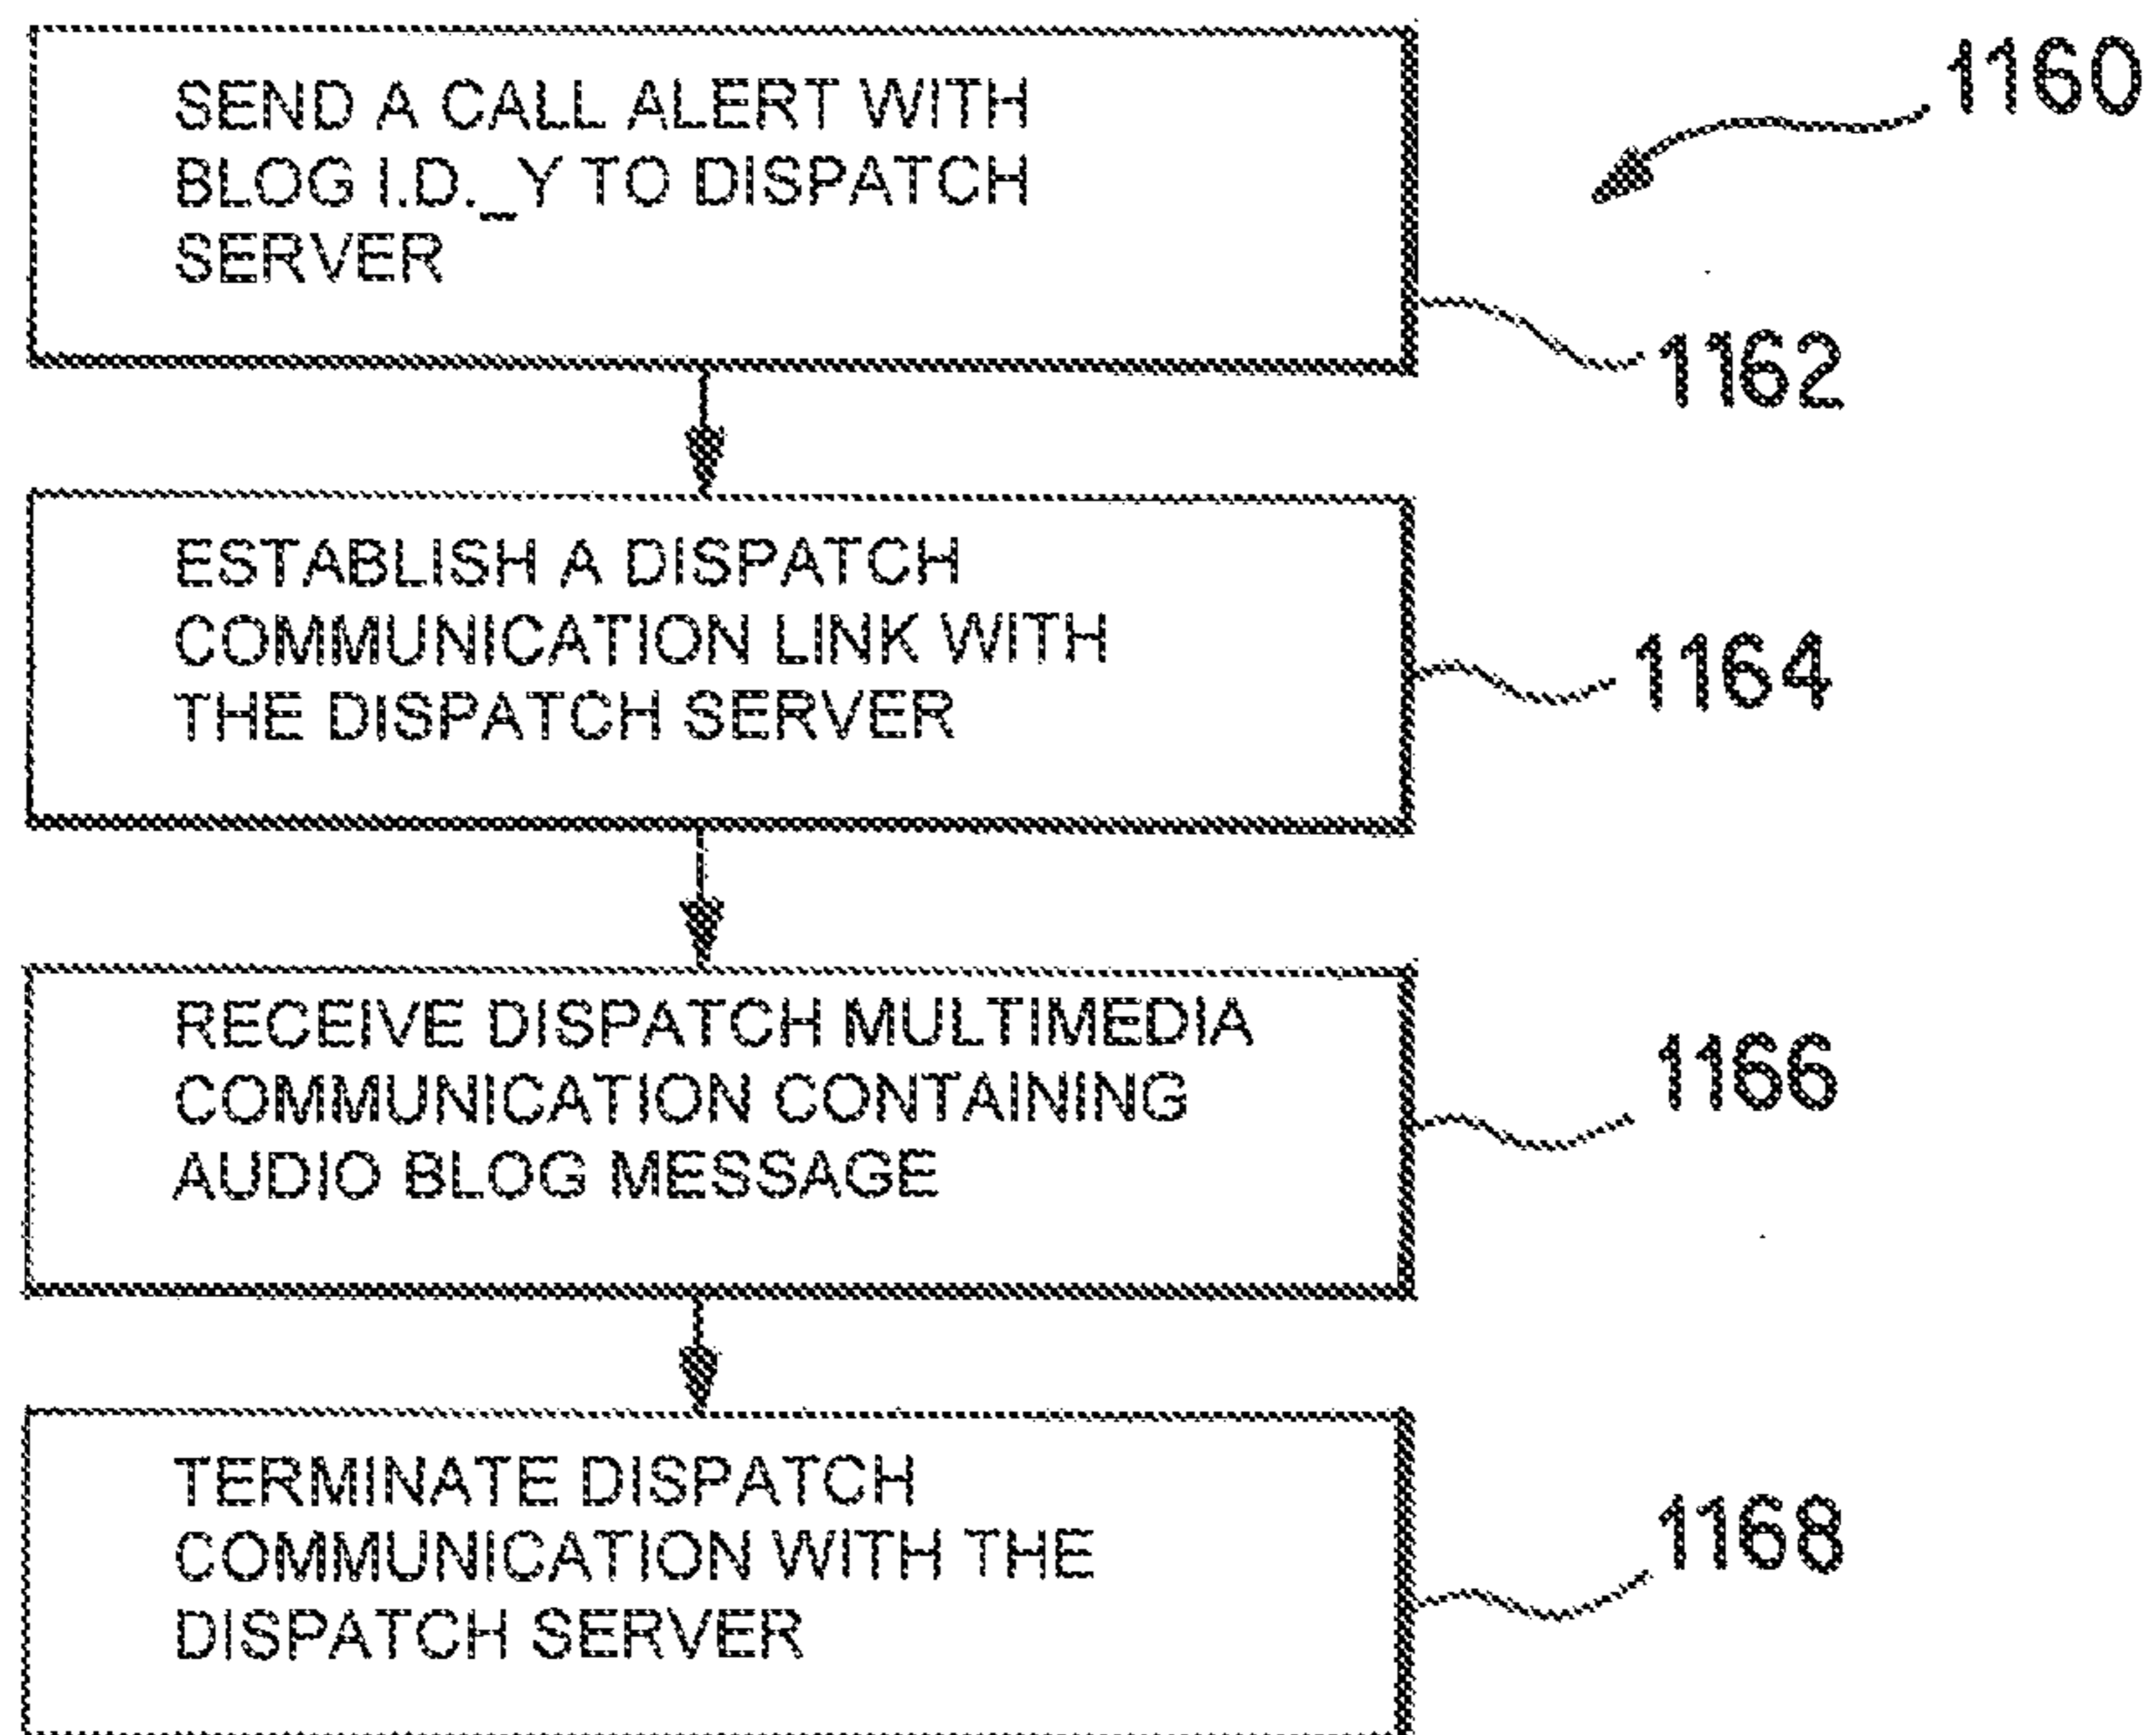 SEND A CALL ALERT WITH
BLOG I.D._Y TO DISPATCH
SERVER
1160
1162
ESTABLISH A DISPATCH
COMMUNICATION LINK WITH
THE DISPATCH SERVER
1164
RECEIVE DISPATCH MULTIMEDIA
COMMUNICATION CONTAINING
AUDIO BLOG MESSAGE
1166
TERMINATE DISPATCH
COMMUNICATION WITH THE
DISPATCH SERVER
1168